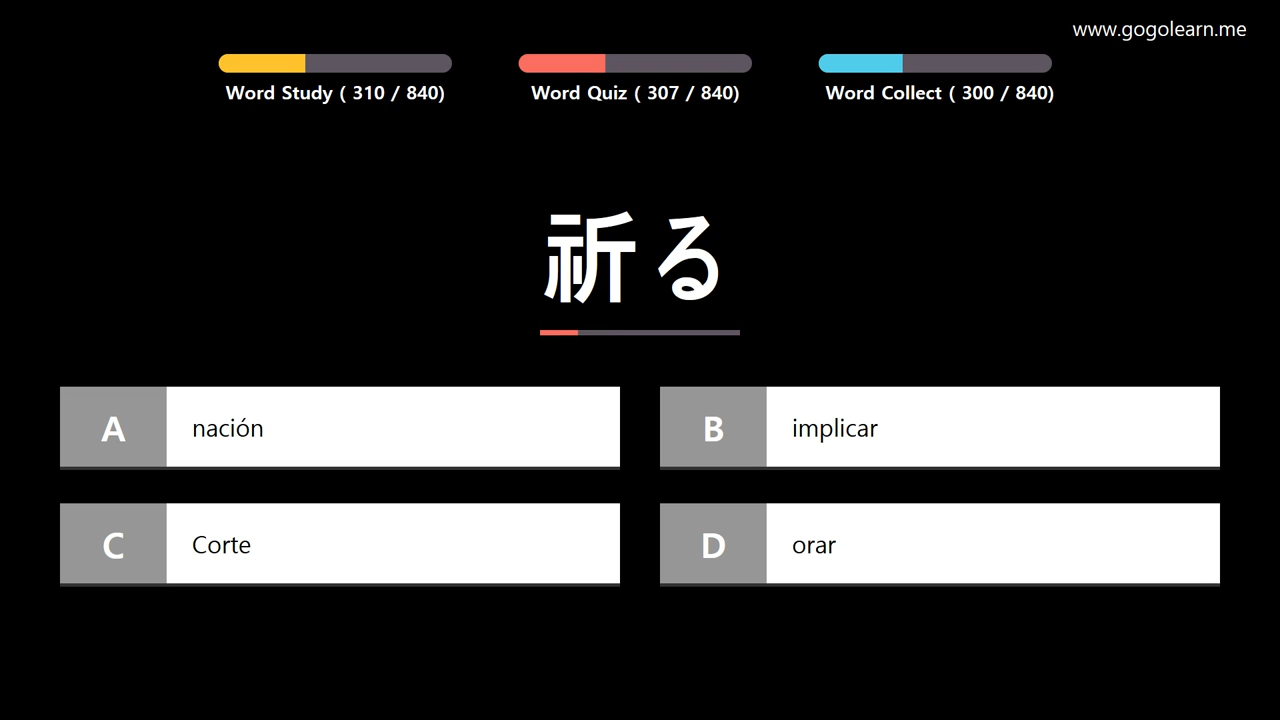 www.gogolearn.me
Word Study ( 310 / 840)
Word Quiz ( 307 / 840)
Word Collect ( 300 / 840)
祈る
A nación
B implicar
C Corte
D orar